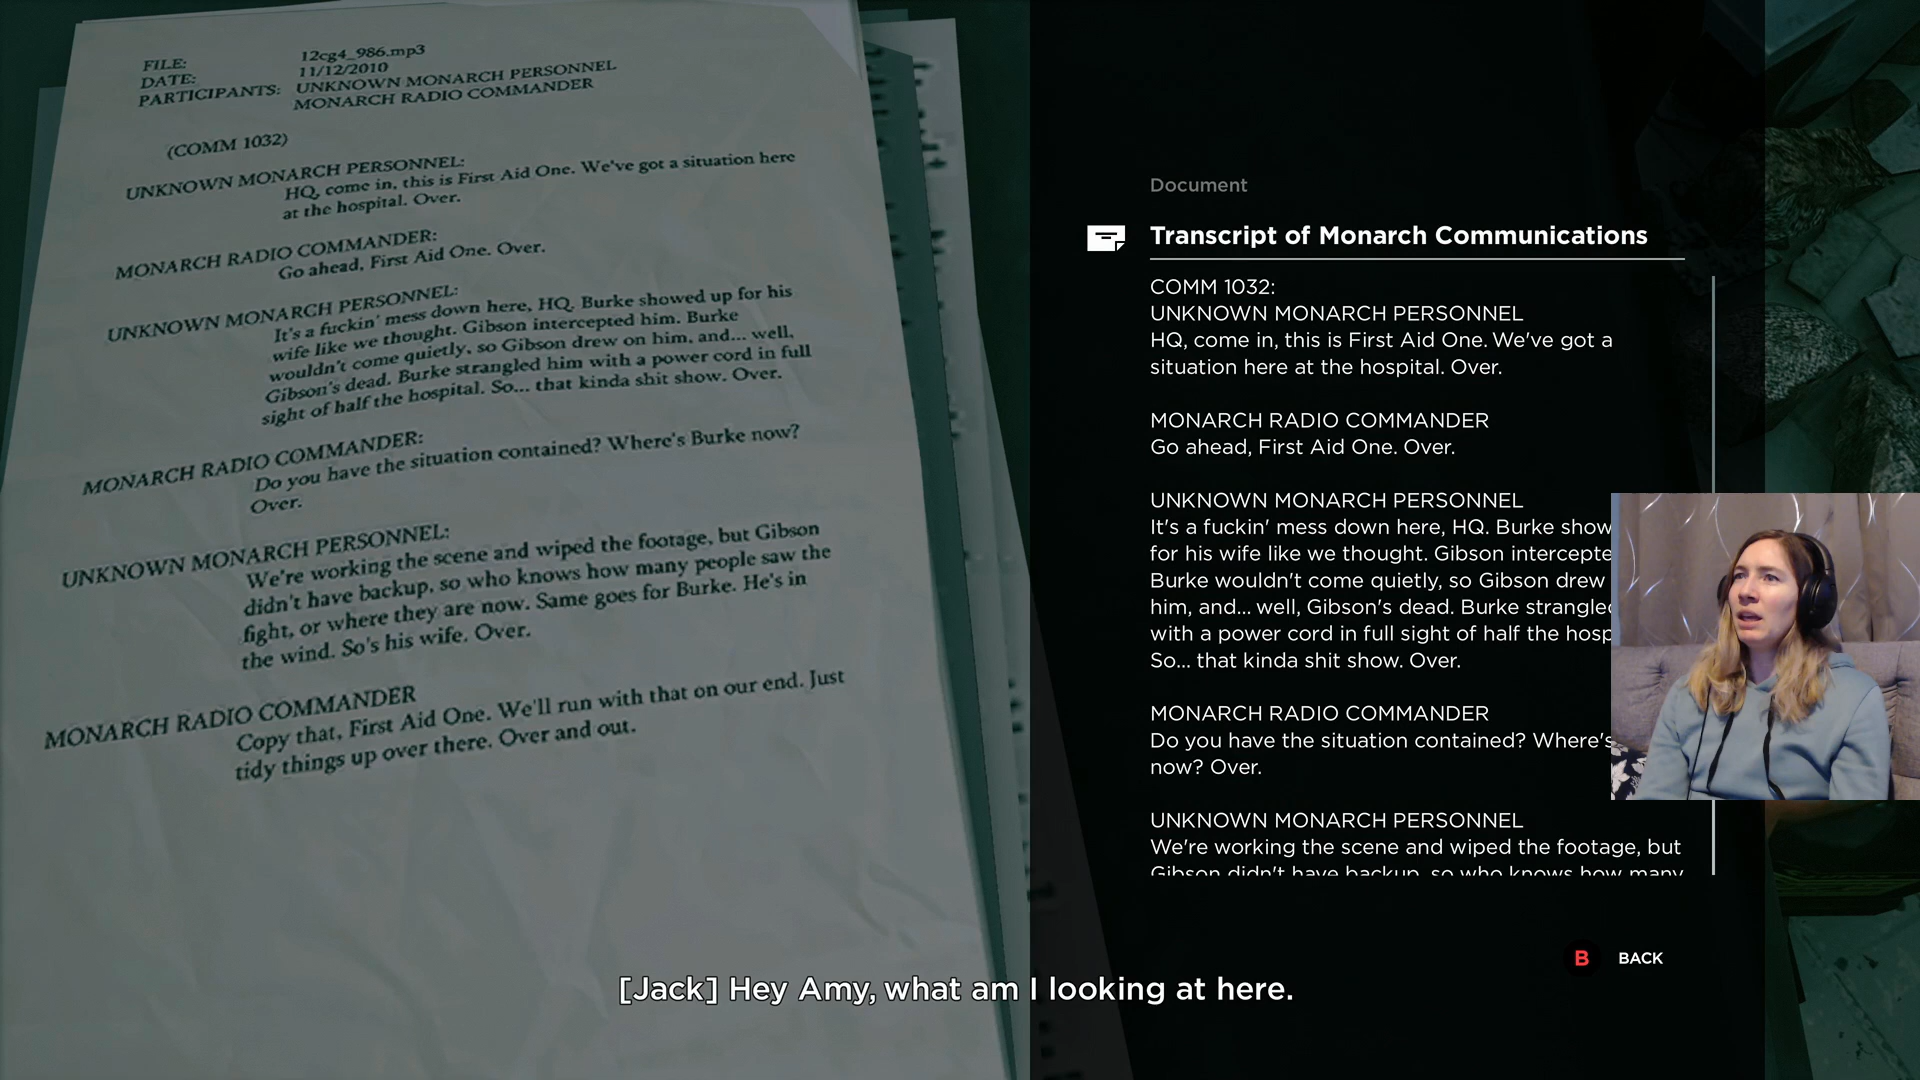 FILE: 12cg4_986.mp3
DATE: 11/12/2010
PARTICIPANTS: UNKNOWN MONARCH PERSONNEL
MONARCH RADIO COMMANDER
(COMM 1032)
UNKNOWN MONARCH PERSONNEL:
HQ, come in, this is First Aid One. We've got a situation here
at the hospital. Over.
MONARCH RADIO COMMANDER:
Go ahead, First Aid One. Over.
UNKNOWN MONARCH PERSONNEL:
It's a fuckin' mess down here, HQ. Burke showed up for his
wife like we thought. Gibson intercepted him. Burke
wouldn't come quietly, so Gibson drew on him, and... well,
Gibson's dead. Burke strangled him with a power cord in full
sight of half the hospital. So... that kinda shit show. Over.
MONARCH RADIO COMMANDER:
Do you have the situation contained? Where's Burke now?
Over.
UNKNOWN MONARCH PERSONNEL:
We're working the scene and wiped the footage, but Gibson
didn't have backup, so who knows how many people saw the
fight, or where they are now. Same goes for Burke. He's in
the wind. So's his wife. Over.
MONARCH RADIO COMMANDER
Copy that, First Aid One. We'll run with that on our end. Just
tidy things up over there. Over and out.
Document
Transcript of Monarch Communications
COMM 1032:
UNKNOWN MONARCH PERSONNEL
HQ, come in, this is First Aid One. We've got a
situation here at the hospital. Over.
MONARCH RADIO COMMANDER
Go ahead, First Aid One. Over.
UNKNOWN MONARCH PERSONNEL
It's a fuckin' mess down here, HQ. Burke show
for his wife like we thought. Gibson intercepte
Burke wouldn't come quietly, so Gibson drew
him, and... well, Gibson's dead. Burke strangled
with a power cord in full sight of half the hosp
So... that kinda shit show. Over.
MONARCH RADIO COMMANDER
Do you have the situation contained? Where's
now? Over.
UNKNOWN MONARCH PERSONNEL
We're working the scene and wiped the footage, but
Gibson didn't have backup, so who knows how many
B BACK
[Jack] Hey Amy, what am I looking at here.